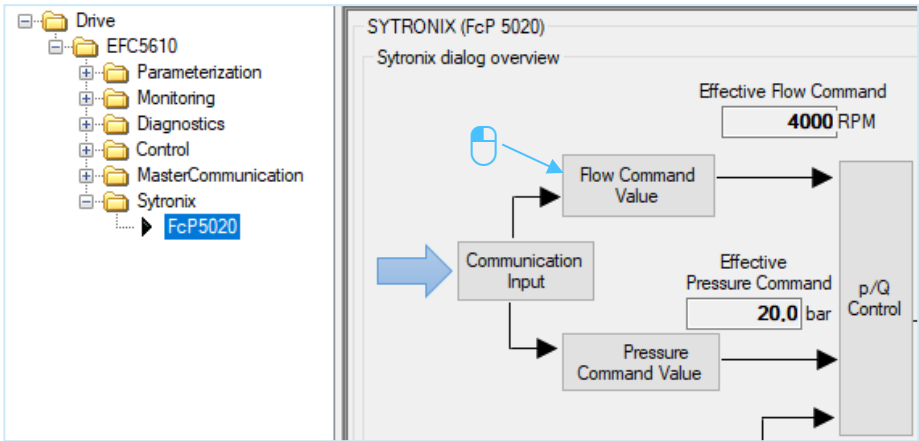 Drive
EFC5610
Parameterization
Monitoring
Diagnostics
Control
MasterCommunication
Sytronix
FcP5020
SYTRONIX (FcP 5020)
Sytronix dialog overview
Effective Flow Command
4000 RPM
Flow Command
Value
Communication
Input
Effective
Pressure Command
20,0 bar
p/Q
Control
Pressure
Command Value